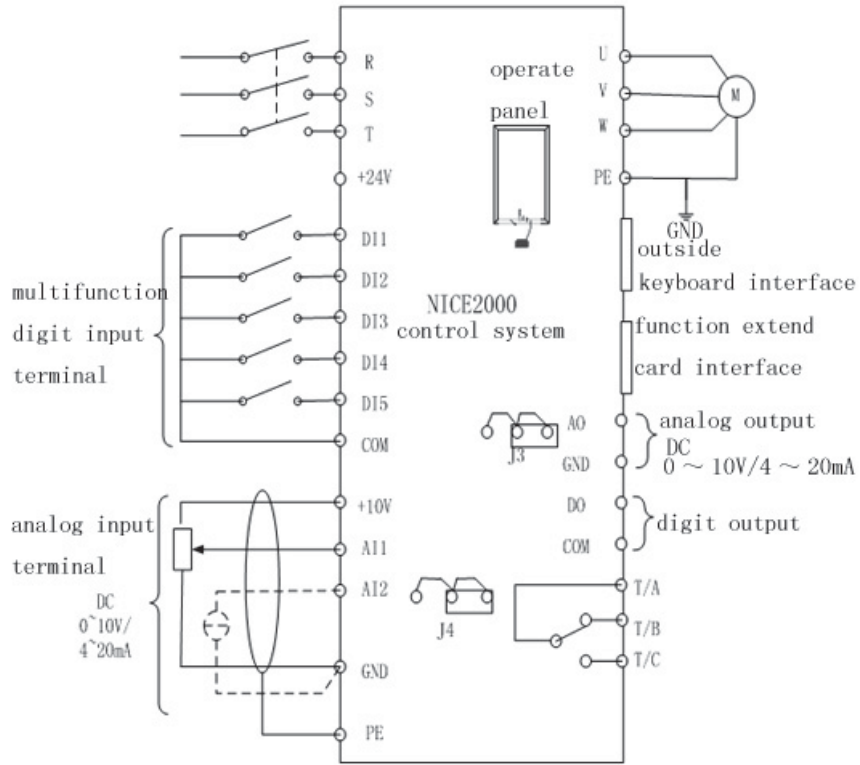 R
S
T
+24V
DI1
DI2
DI3
DI4
DI5
COM
multifunction
digit input
terminal
+10V
AI1
AI2
GND
PE
analog input
terminal
DC
0~10V/
4~20mA
operate
panel
NICE2000
control system
J3
J4
U
V
W
PE
M
GND
outside
keyboard interface
function extend
card interface
AO
GND
analog output
DC
0 ~ 10V/4 ~ 20mA
DO
COM
digit output
T/A
T/B
T/C